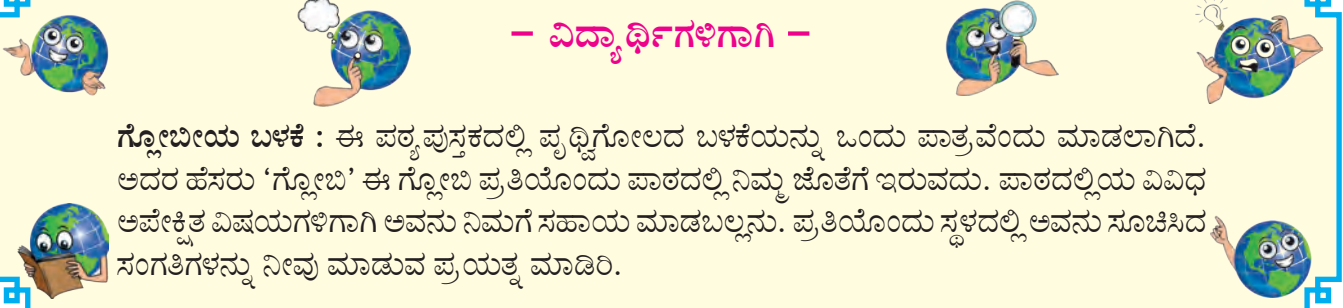 – ವಿದ್ಯಾರ್ಥಿಗಳಿಗಾಗಿ –
ಗ್ಲೋಬೀಯ ಬಳಕೆ : ಈ ಪಠ್ಯಪುಸ್ತಕದಲ್ಲಿ ಪೃಥ್ವಿಗೋಲದ ಬಳಕೆಯನ್ನು ಒಂದು ಪಾತ್ರವೆಂದು ಮಾಡಲಾಗಿದೆ.
ಅದರ ಹೆಸರು ‘ಗ್ಲೋಬಿ’ ಈ ಗ್ಲೋಬಿ ಪ್ರತಿಯೊಂದು ಪಾಠದಲ್ಲಿ ನಿಮ್ಮ ಜೊತೆಗೆ ಇರುವದು. ಪಾಠದಲ್ಲಿಯ ವಿವಿಧ
ಅಪೇಕ್ಷಿತ ವಿಷಯಗಳಿಗಾಗಿ ಅವನು ನಿಮಗೆ ಸಹಾಯ ಮಾಡಬಲ್ಲನು. ಪ್ರತಿಯೊಂದು ಸ್ಥಳದಲ್ಲಿ ಅವನು ಸೂಚಿಸಿದ
ಸಂಗತಿಗಳನ್ನು ನೀವು ಮಾಡುವ ಪ್ರಯತ್ನ ಮಾಡಿರಿ.